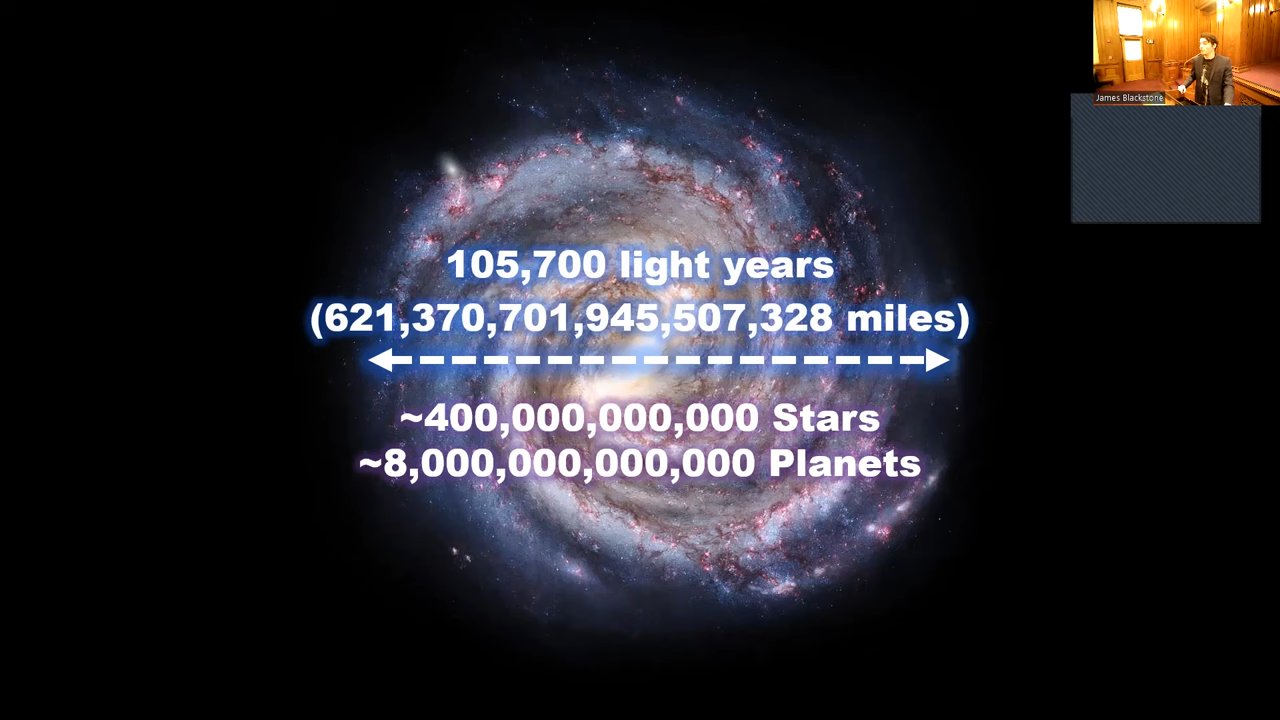 James Blackstone
105,700 light years
(621,370,701,945,507,328 miles)
~400,000,000,000 Stars
~8,000,000,000,000 Planets